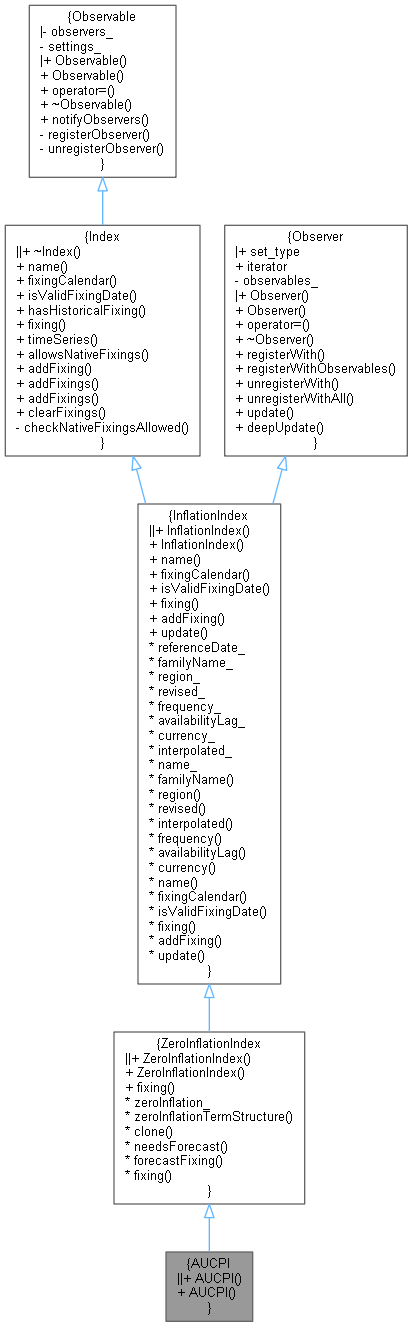 {Observable
|- observers_
- settings_
|+ Observable()
+ Observable()
+ operator=()
+ ~Observable()
+ notifyObservers()
- registerObserver()
- unregisterObserver()
}
{Index
||+ ~Index()
+ name()
+ fixingCalendar()
+ isValidFixingDate()
+ hasHistoricalFixing()
+ fixing()
+ timeSeries()
+ allowsNativeFixings()
+ addFixing()
+ addFixings()
+ addFixings()
+ clearFixings()
- checkNativeFixingsAllowed()
}
{Observer
|+ set_type
+ iterator
- observables_
|+ Observer()
+ Observer()
+ operator=()
+ ~Observer()
+ registerWith()
+ registerWithObservables()
+ unregisterWith()
+ unregisterWithAll()
+ update()
+ deepUpdate()
}
{InflationIndex
||+ InflationIndex()
+ InflationIndex()
+ name()
+ fixingCalendar()
+ isValidFixingDate()
+ fixing()
+ addFixing()
+ update()
* referenceDate_
* familyName_
* region_
* revised_
* frequency_
* availabilityLag_
* currency_
* interpolated_
* name_
* familyName()
* region()
* revised()
* interpolated()
* frequency()
* availabilityLag()
* currency()
* name()
* fixingCalendar()
* isValidFixingDate()
* fixing()
* addFixing()
* update()
}
{ZeroInflationIndex
||+ ZeroInflationIndex()
+ ZeroInflationIndex()
+ fixing()
* zeroInflation_
* zeroInflationTermStructure()
* clone()
* needsForecast()
* forecastFixing()
* fixing()
}
{AUCPI
||+ AUCPI()
+ AUCPI()
}